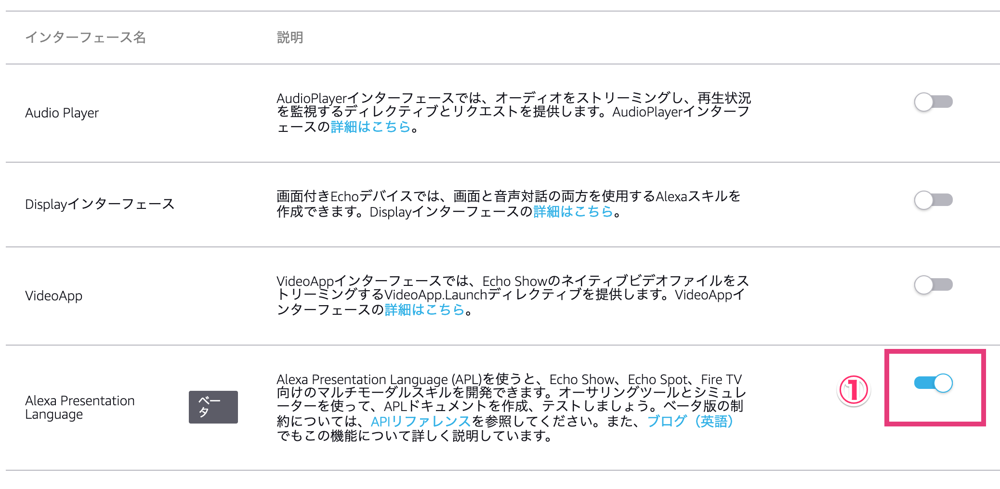 インターフェース名
説明
Audio Player
AudioPlayerインターフェースでは、オーディオをストリーミングし、再生状況
を監視するディレクティブとリクエストを提供します。AudioPlayerインターフ
ェースの詳細はこちら。
Displayインターフェース
画面付きEchoデバイスでは、画面と音声対話の両方を使用するAlexaスキルを
作成できます。Displayインターフェースの詳細はこちら。
VideoApp
VideoAppインターフェースでは、Echo Showのネイティブビデオファイルをス
トリーミングするVideoApp.Launchディレクティブを提供します。VideoAppイ
ンターフェースの詳細はこちら。
Alexa Presentation
Language
ベー
タ
Alexa Presentation Language (APL)を使うと、Echo Show、Echo Spot、Fire TV
向けのマルチモーダルスキルを開発できます。オーサリングツールとシミュレ
ーターを使って、APLドキュメントを作成、テストしましょう。ベータ版の制
約については、APIリファレンスを参照してください。また、ブログ（英語）
でもこの機能について詳しく説明しています。
①